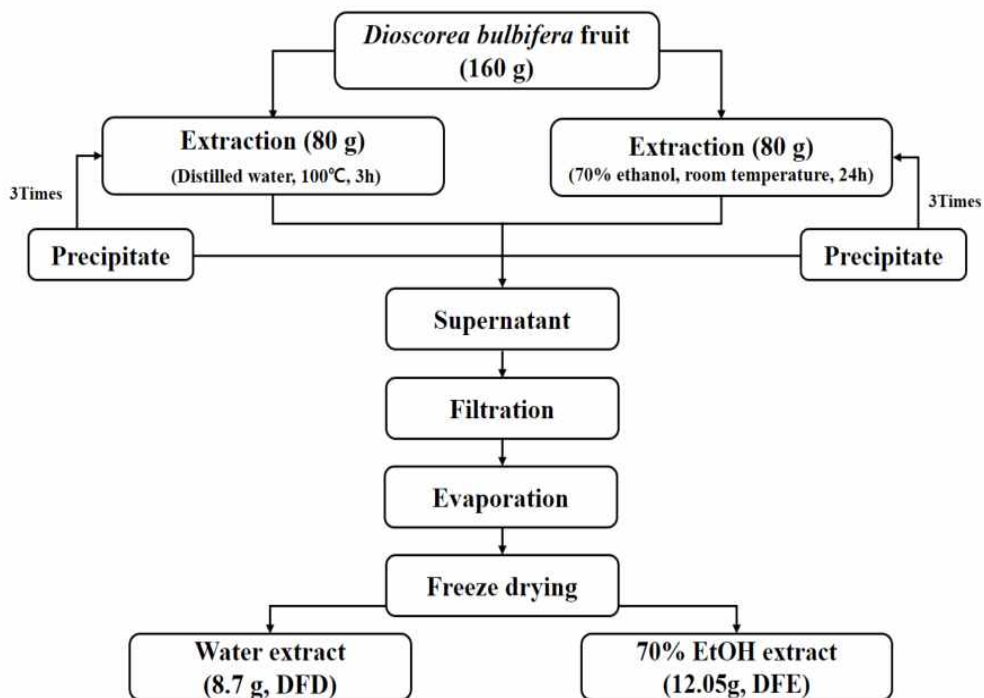 Dioscorea bulbifera fruit
(160 g)
Extraction (80 g)
(Distilled water, 100℃, 3h)
Extraction (80 g)
(70% ethanol, room temperature, 24h)
3Times
3Times
Precipitate
Precipitate
Supernatant
Filtration
Evaporation
Freeze drying
Water extract
(8.7 g, DFD)
70% EtOH extract
(12.05g, DFE)